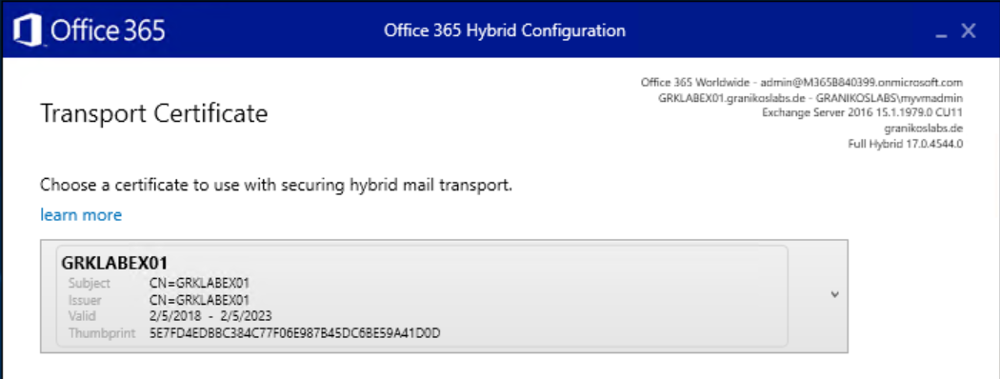 Office 365
Office 365 Hybrid Configuration
Office 365 Worldwide - admin@M365B840399.onmicrosoft.com
GRKLABEX01.granikoslabs.de - GRANIKOSLABS\myvmadmin
Exchange Server 2016 15.1.1979.0 CU11
granikoslabs.de
Full Hybrid 17.0.4544.0
Transport Certificate
Choose a certificate to use with securing hybrid mail transport.
learn more
GRKLABEX01
Subject CN=GRKLABEX01
Issuer CN=GRKLABEX01
Valid 2/5/2018 - 2/5/2023
Thumbprint 5E7FD4EDBBC384C77F06E987B45DC6BE59A41D0D